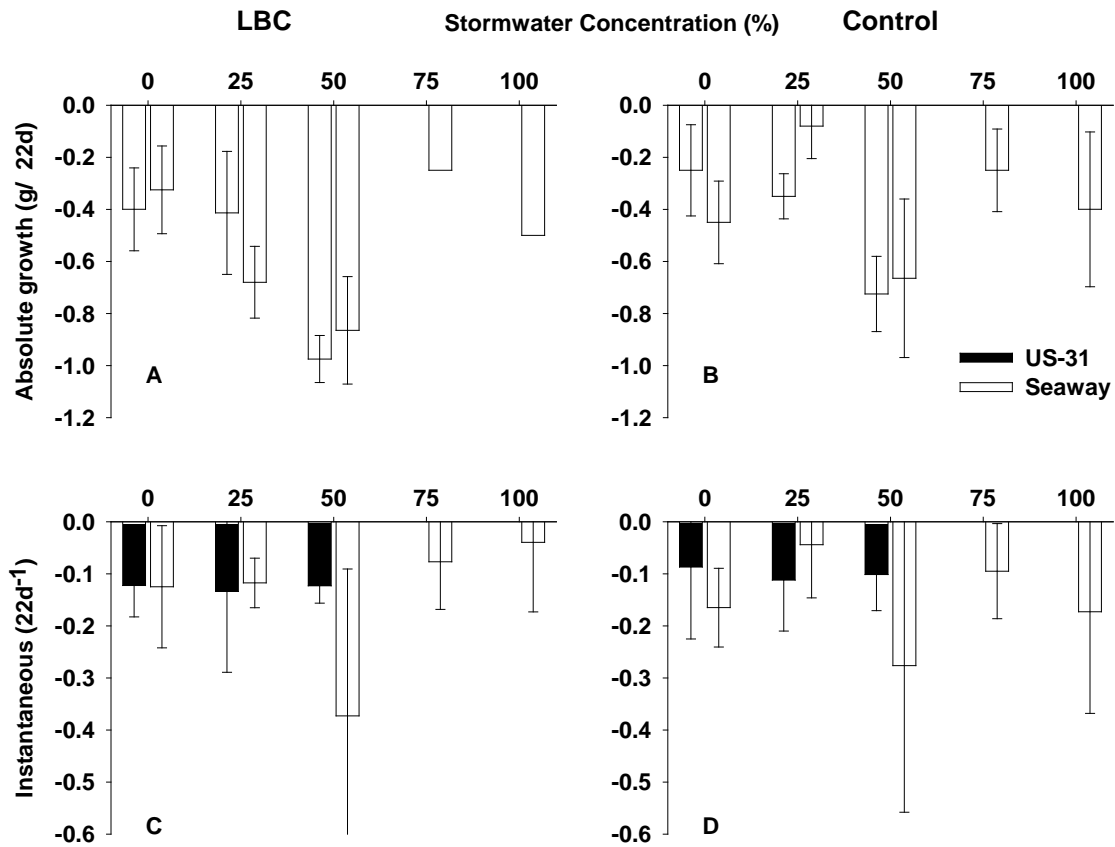 LBC Stormwater Concentration (%) Control
0 25 50 75 100
0 25 50 75 100
Absolute growth (g/ 22d)
0.0
-0.2
-0.4
-0.6
-0.8
-1.0
-1.2
A
0.0
-0.2
-0.4
-0.6
-0.8
-1.0
-1.2
B
US-31
Seaway
0 25 50 75 100
0 25 50 75 100
Instantaneous (22d⁻¹)
0.0
-0.1
-0.2
-0.3
-0.4
-0.5
-0.6
C
0.0
-0.1
-0.2
-0.3
-0.4
-0.5
-0.6
D